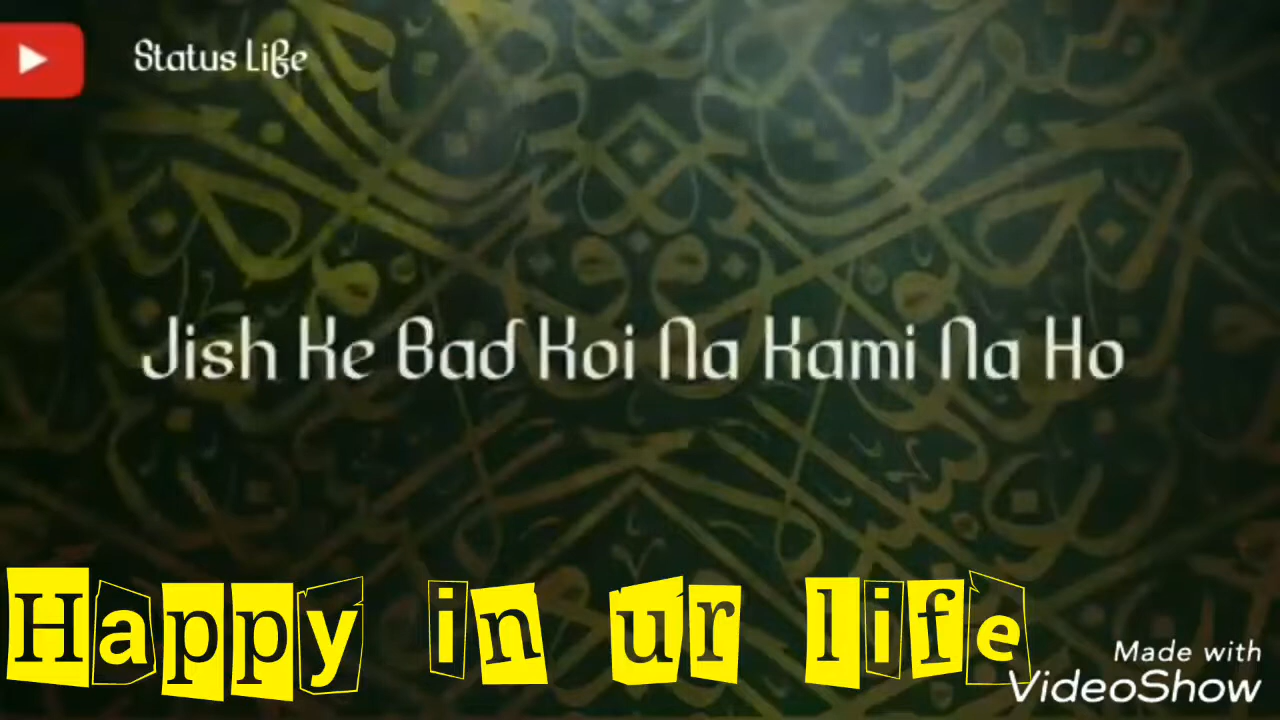 Status Life
Jish Ke Bad Koi Na Kami Na Ho
Happy in ur life
Made with
VideoShow